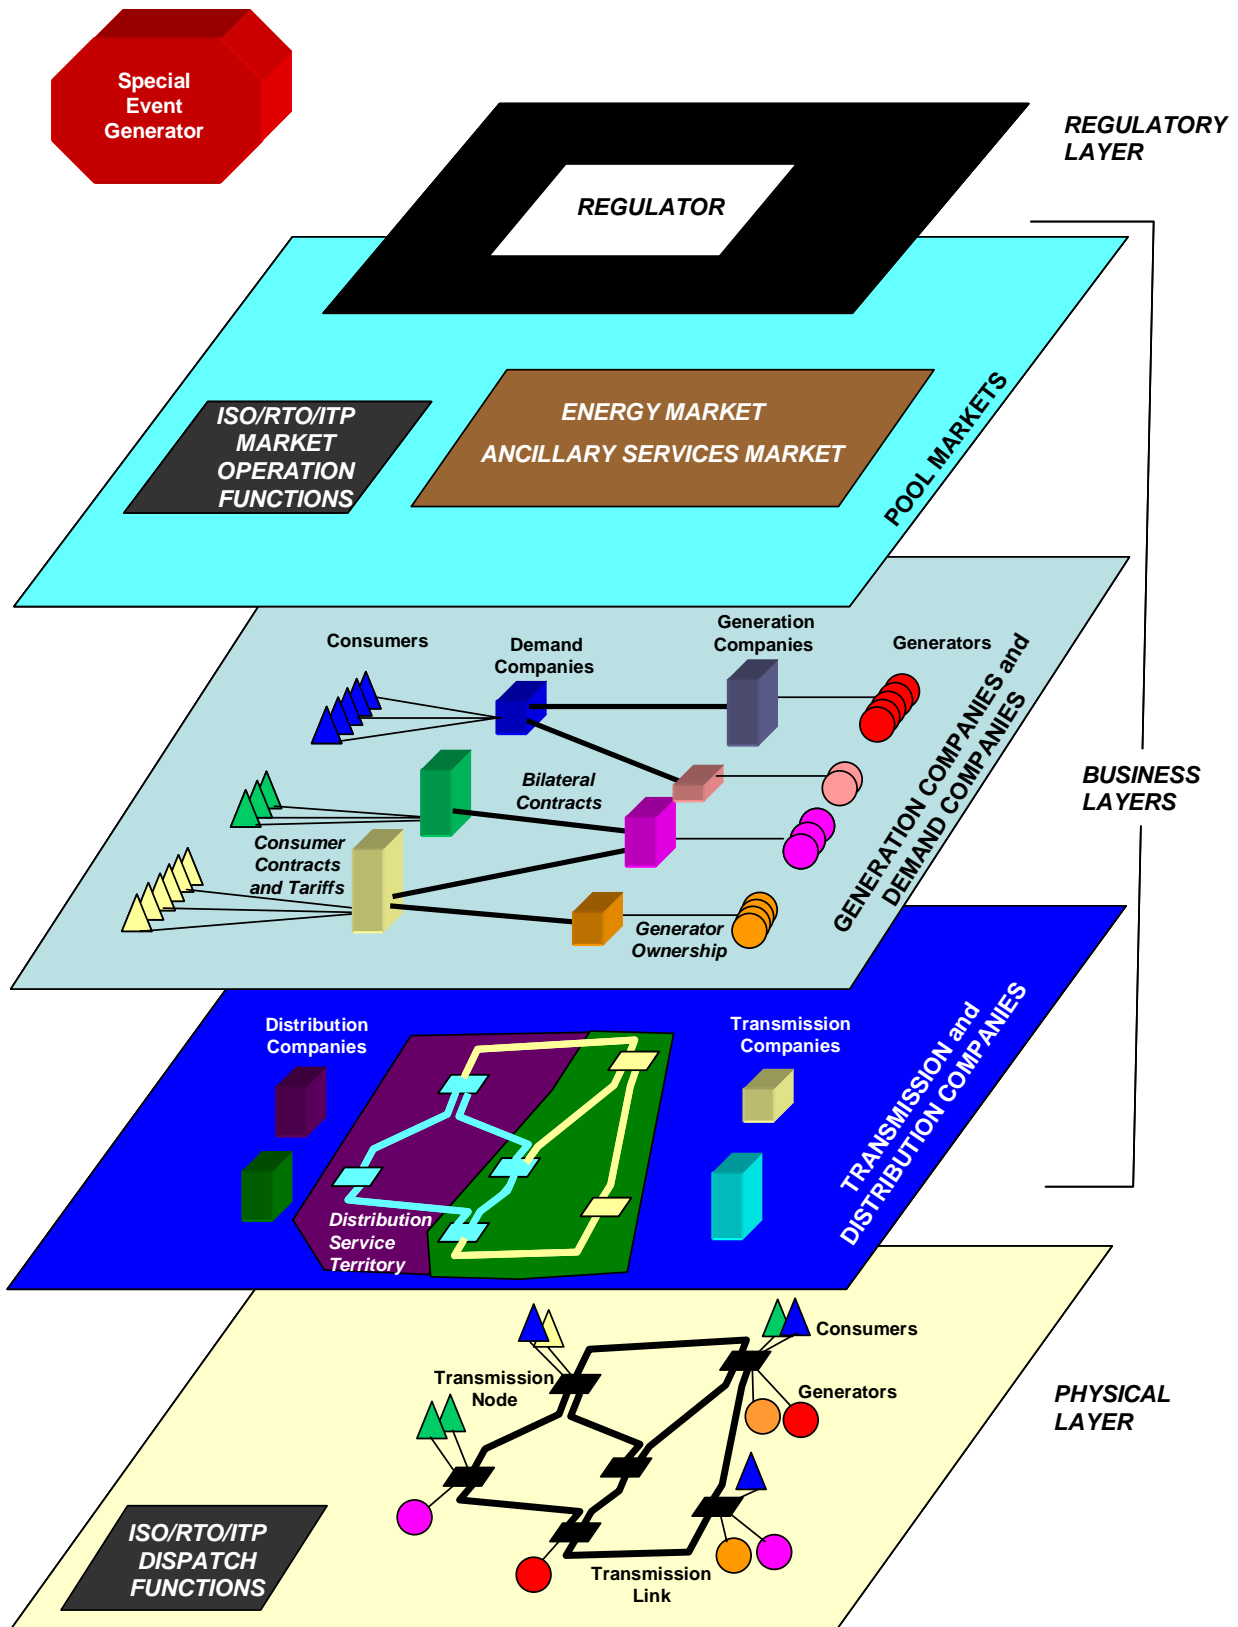 Special
Event
Generator
REGULATORY
LAYER
REGULATOR
ISO/RTO/ITP
MARKET
OPERATION
FUNCTIONS
ENERGY MARKET
ANCILLARY SERVICES MARKET
POOL MARKETS
Consumers
Demand
Companies
Generation
Companies
Generators
Bilateral
Contracts
Consumer
Contracts
and Tariffs
Generator
Ownership
GENERATION COMPANIES and
DEMAND COMPANIES
BUSINESS
LAYERS
Distribution
Companies
Transmission
Companies
Distribution
Service
Territory
TRANSMISSION and
DISTRIBUTION COMPANIES
Consumers
Transmission
Node
Generators
PHYSICAL
LAYER
ISO/RTO/ITP
DISPATCH
FUNCTIONS
Transmission
Link